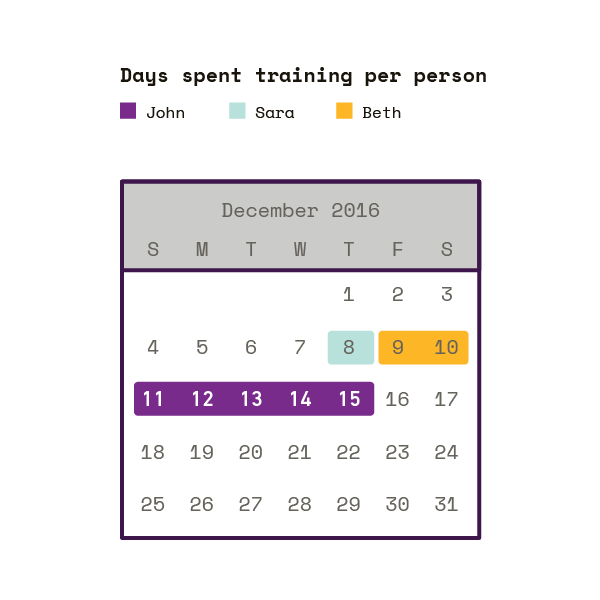 Days spent training per person
John Sara Beth
December 2016
S M T W T F S
1 2 3
4 5 6 7 8 9 10
11 12 13 14 15 16 17
18 19 20 21 22 23 24
25 26 27 28 29 30 31